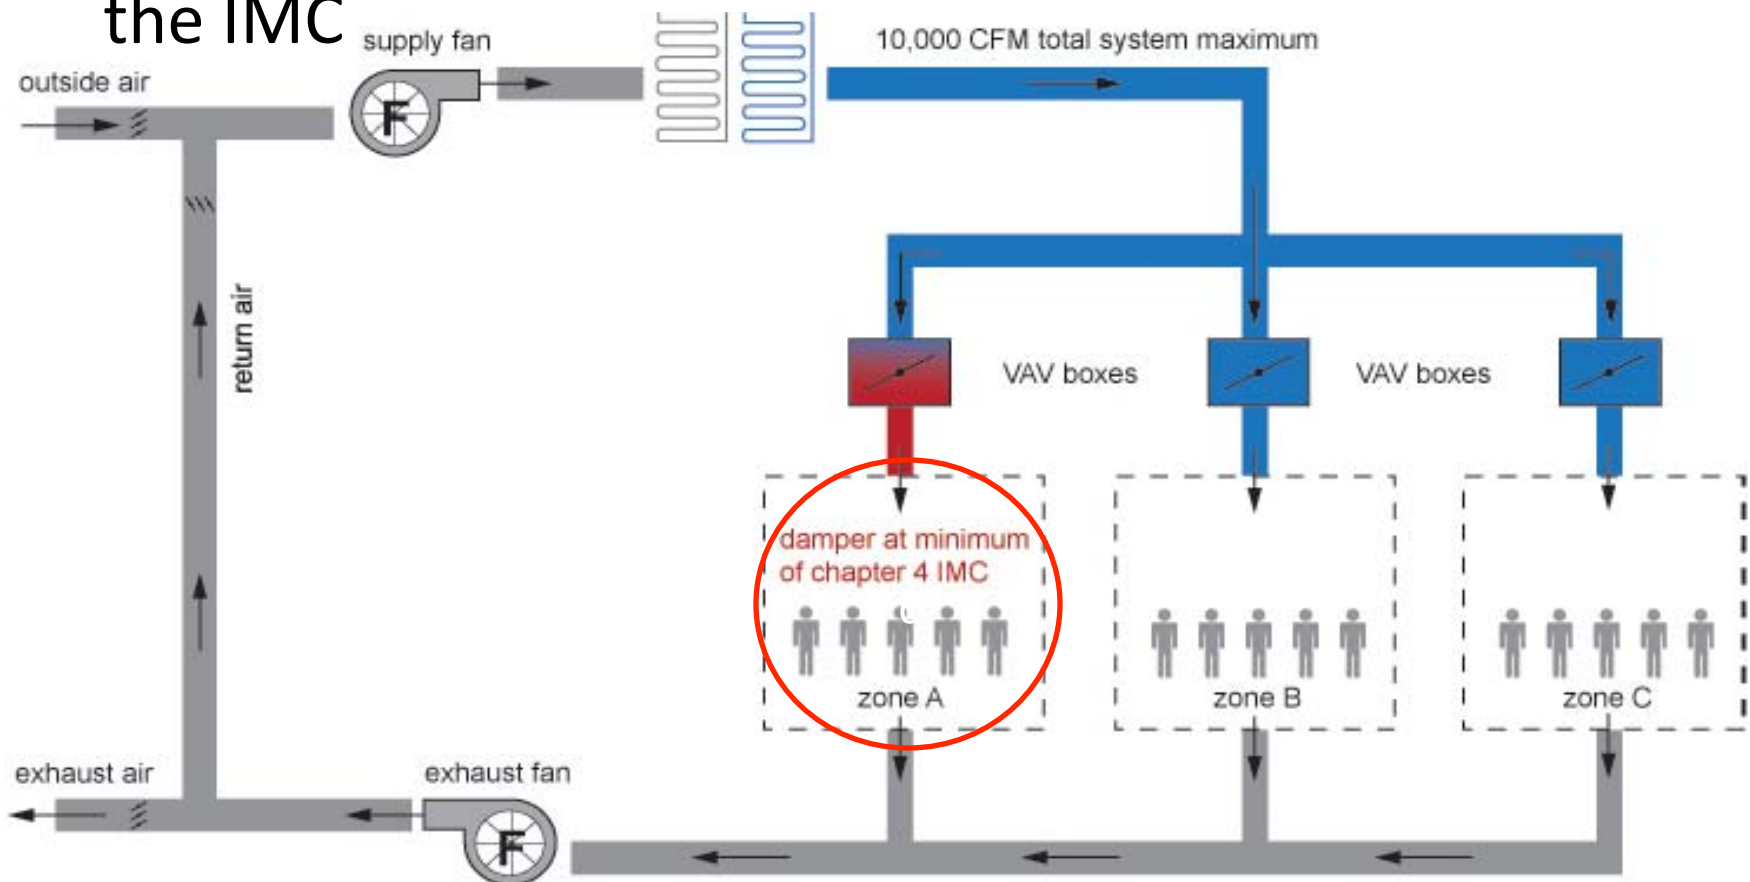 the IMC
supply fan
10,000 CFM total system maximum
outside air
F
return air
VAV boxes
VAV boxes
damper at minimum
of chapter 4 IMC
zone A
zone B
zone C
exhaust air
exhaust fan
F